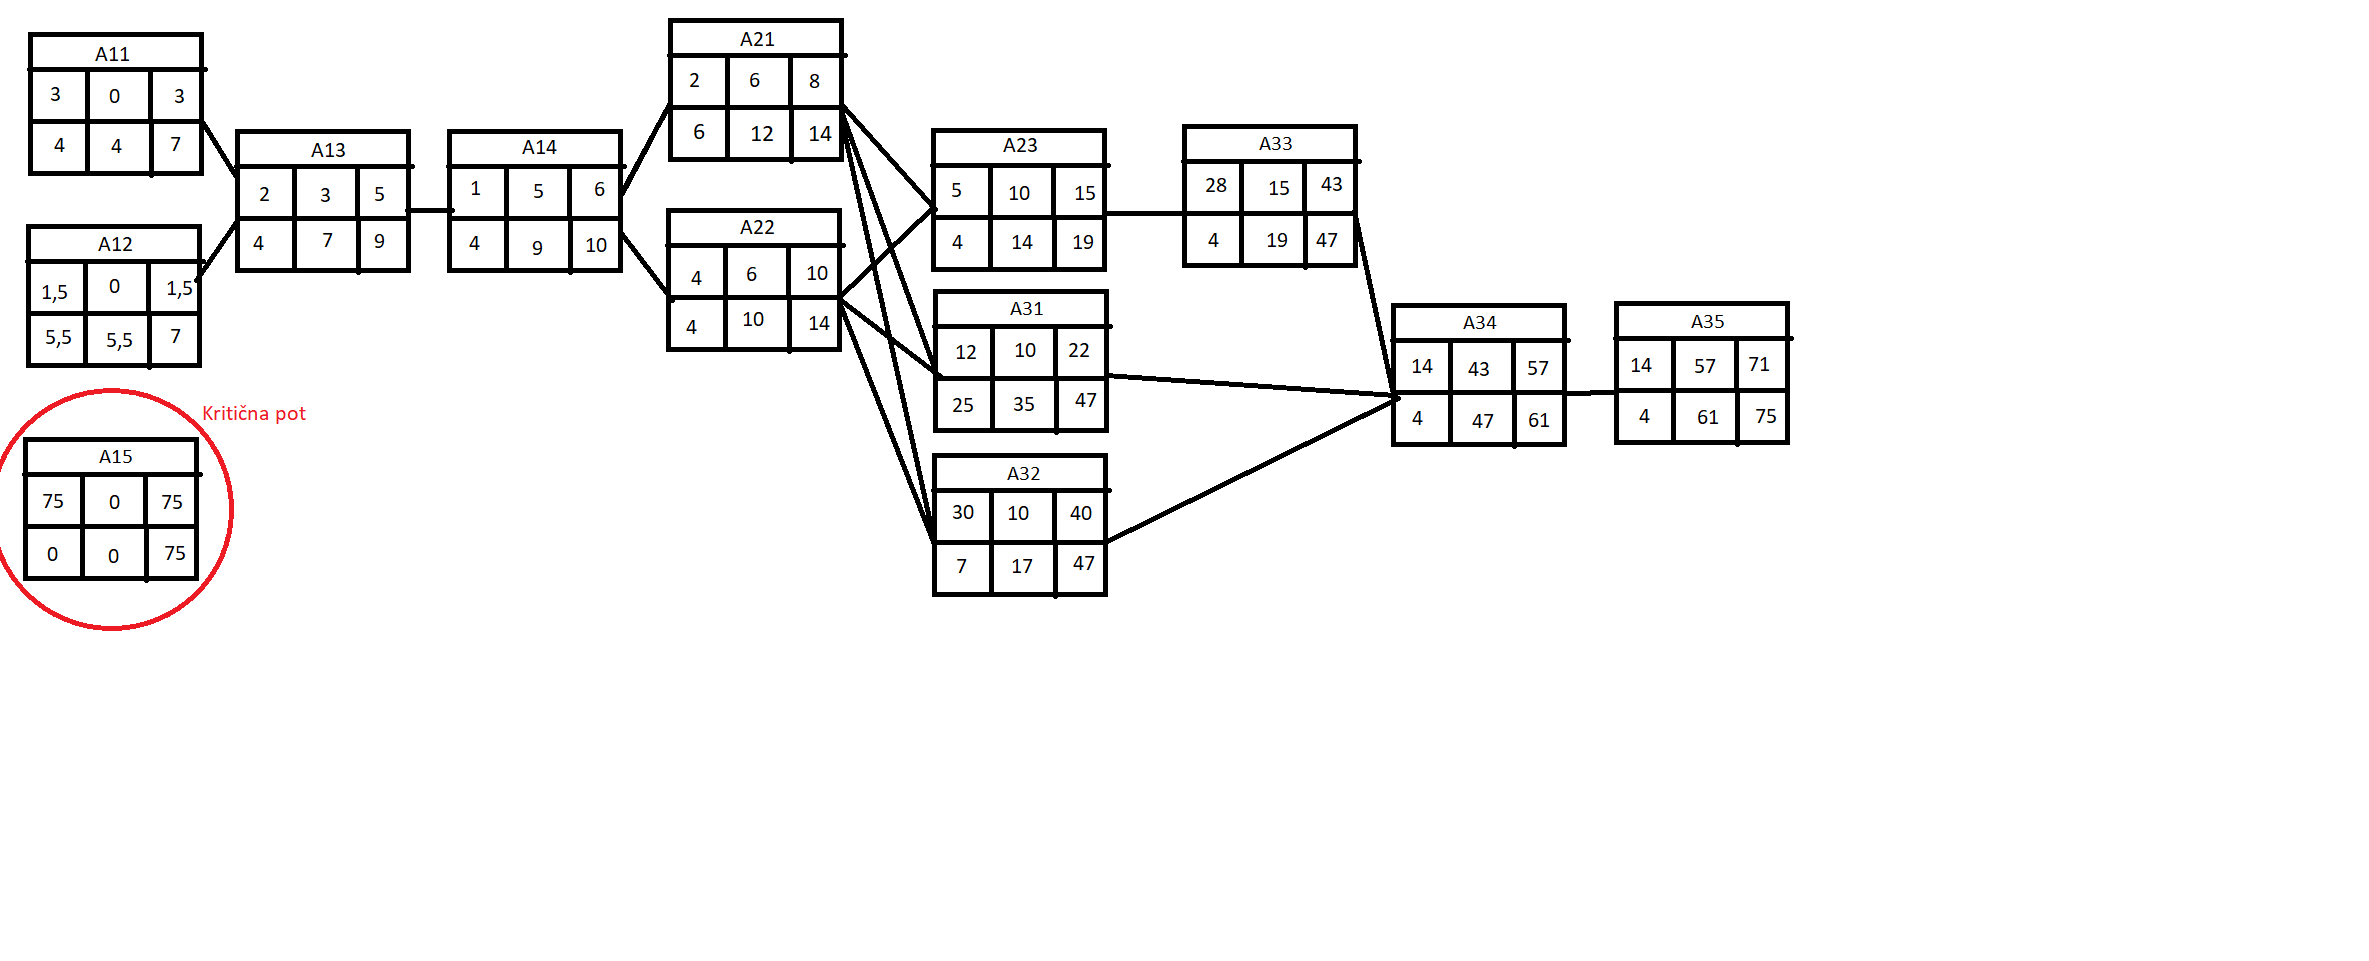 A11
3 0 3
4 4 7
A12
1,5 0 1,5
5,5 5,5 7
Kritična pot
A15
75 0 75
0 0 75
A13
2 3 5
4 7 9
A14
1 5 6
4 9 10
A21
2 6 8
6 12 14
A22
4 6 10
4 10 14
A23
5 10 15
4 14 19
A31
12 10 22
25 35 47
A32
30 10 40
7 17 47
A33
28 15 43
4 19 47
A34
14 43 57
4 47 61
A35
14 57 71
4 61 75